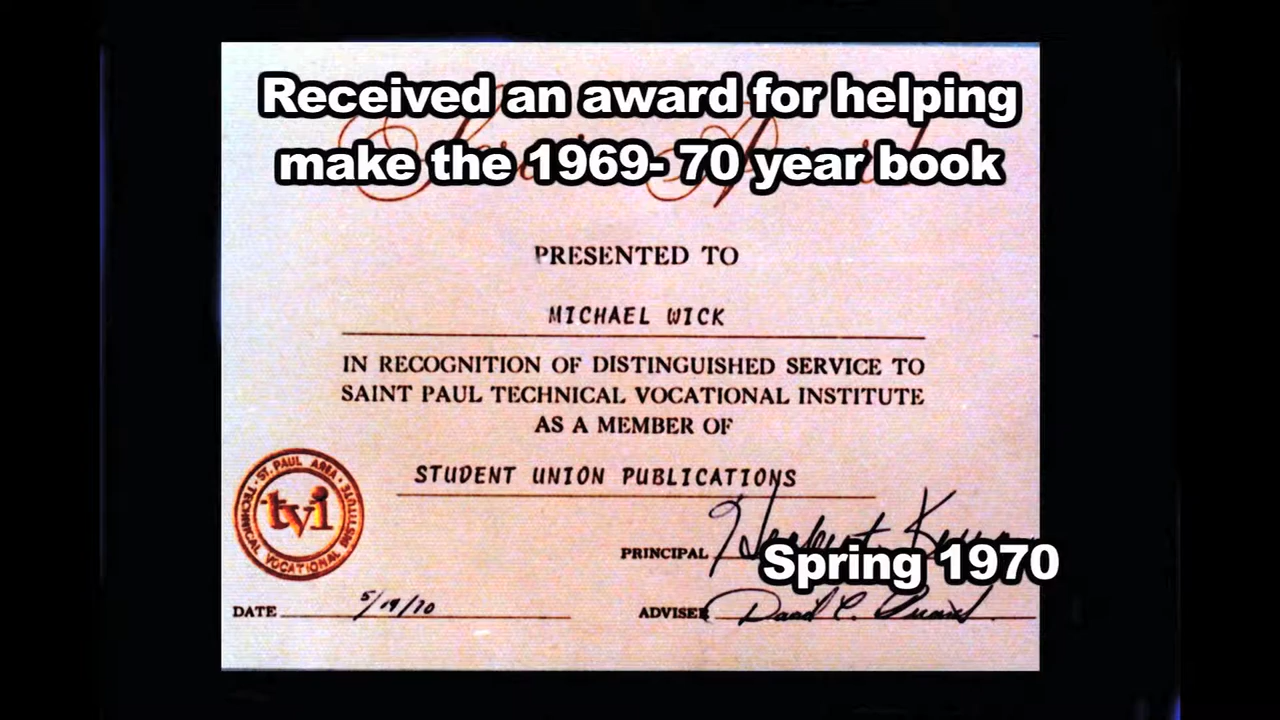 Received an award for helping
make the 1969- 70 year book
PRESENTED TO
MICHAEL WICK
IN RECOGNITION OF DISTINGUISHED SERVICE TO
SAINT PAUL TECHNICAL VOCATIONAL INSTITUTE
AS A MEMBER OF
STUDENT UNION PUBLICATIONS
ST. PAUL AREA TECHNICAL VOCATIONAL INSTITUTE
tvi
PRINCIPAL Herbert
Spring 1970
DATE 5/19/70
ADVISER C.